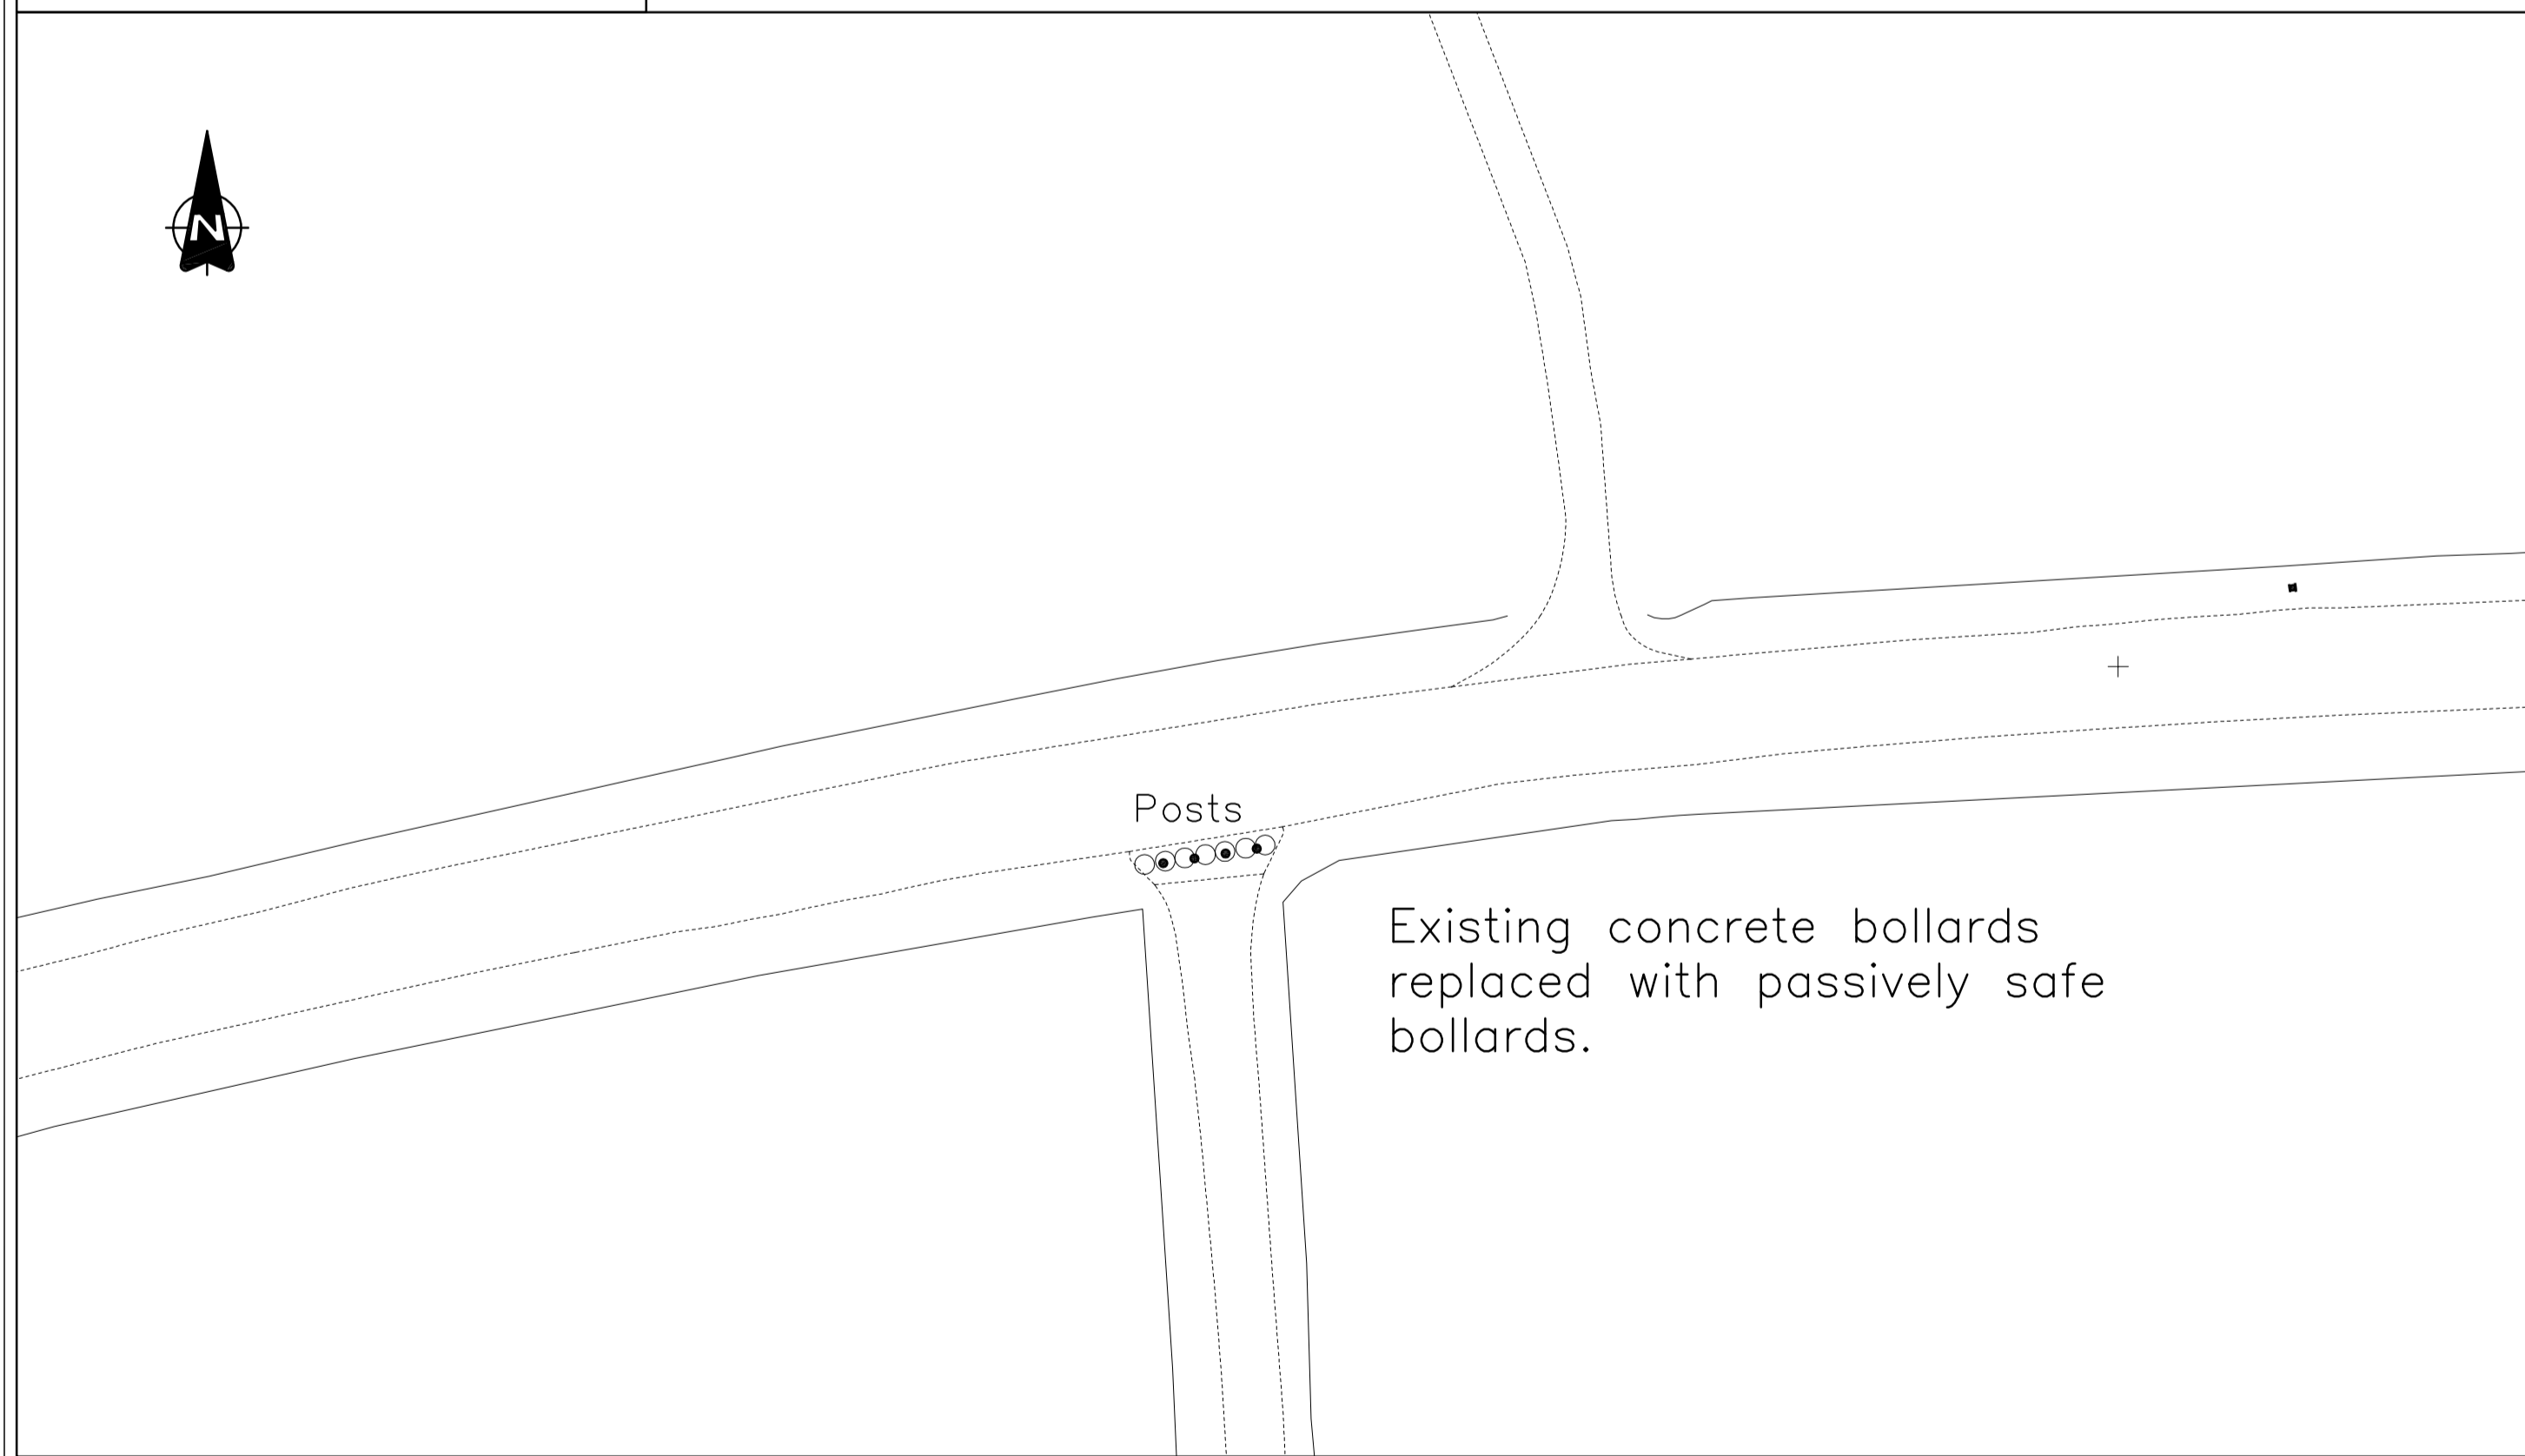 N
Posts
Existing concrete bollards
replaced with passively safe
bollards.